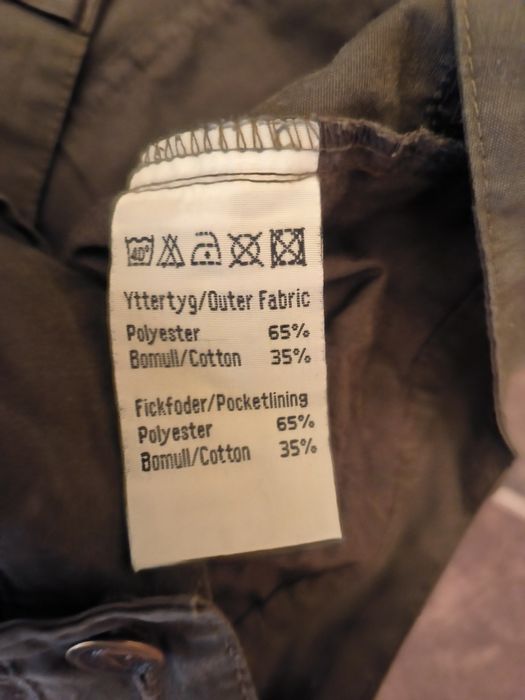 40°
Yttertyg/Outer Fabric
Polyester 65%
Bomull/Cotton 35%
Fickfoder/Pocketlining
Polyester 65%
Bomull/Cotton 35%